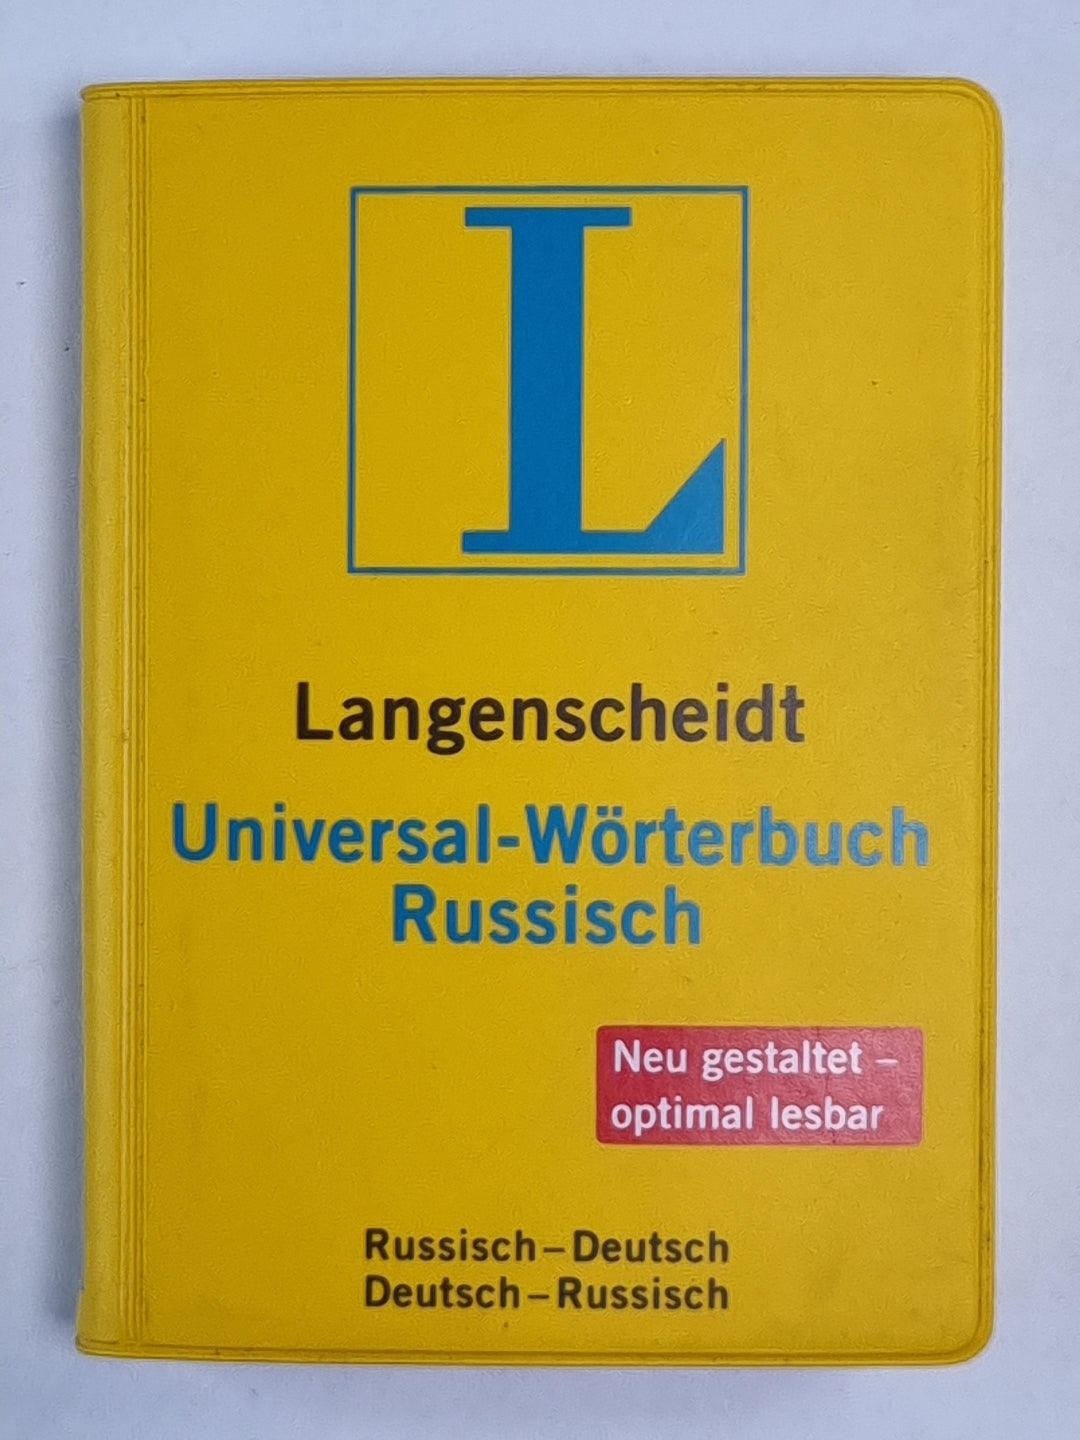 L
Langenscheidt
Universal-Wörterbuch
Russisch
Neu gestaltet –
optimal lesbar
Russisch – Deutsch
Deutsch – Russisch